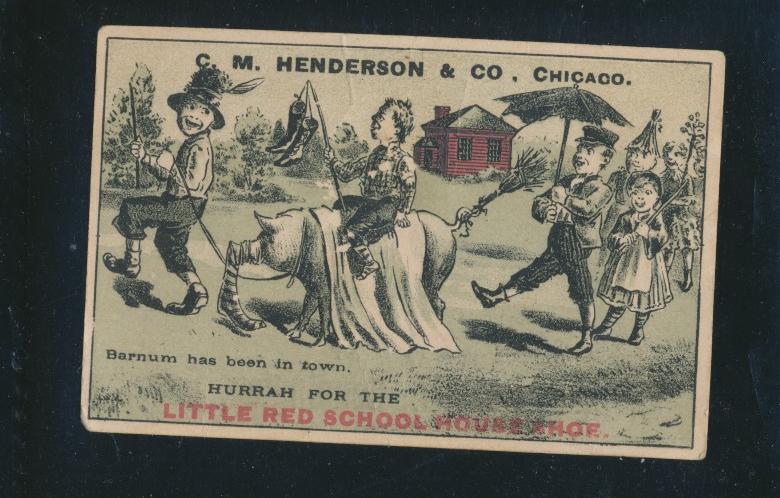 C. M. HENDERSON & CO., CHICAGO.
Barnum has been in town.
HURRAH FOR THE
LITTLE RED SCHOOL HOUSE SHOE.